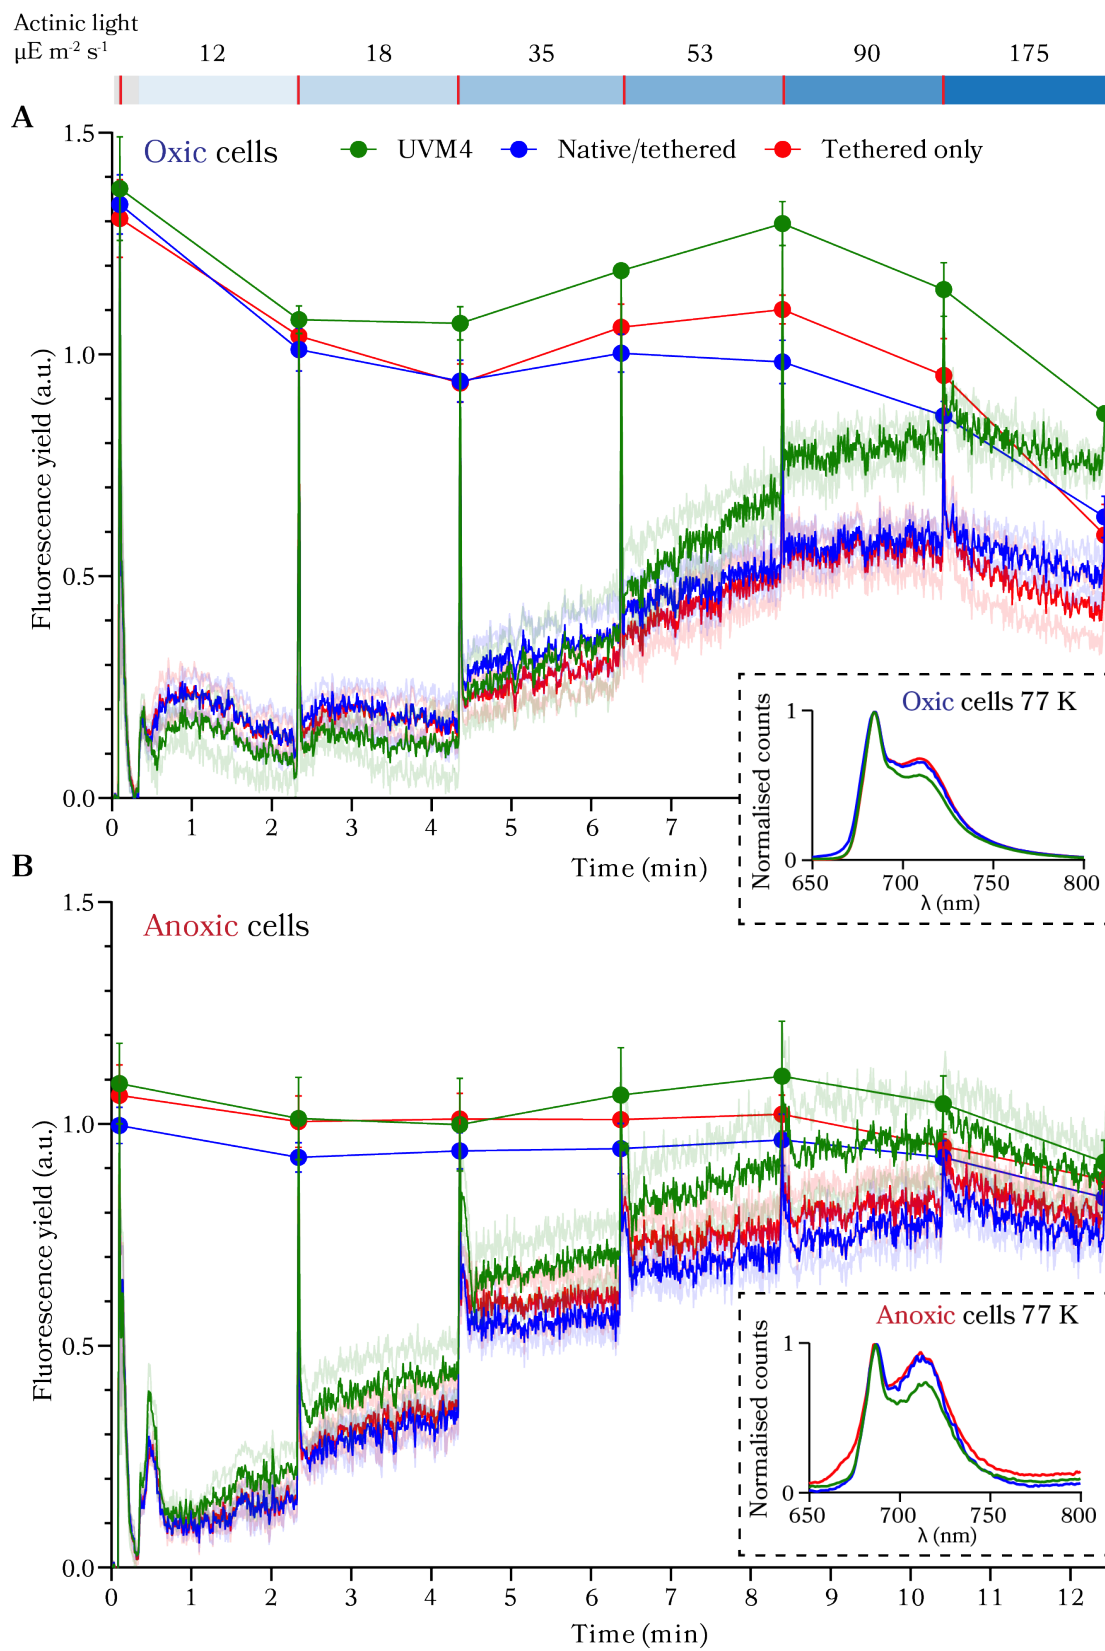 Actinic light
μE m-2 s-1
12 18 35 53 90 175
A
Oxic cells
UVM4 Native/tethered Tethered only
1.5
1.0
0.5
0.0
Fluorescence yield (a.u.)
0 1 2 3 4 5 6 7
Time (min)
Oxic cells 77 K
Normalised counts
1
0
650 700 750 800
λ (nm)
B
Anoxic cells
1.5
1.0
0.5
0.0
Fluorescence yield (a.u.)
Anoxic cells 77 K
Normalised counts
1
0
650 700 750 800
λ (nm)
0 1 2 3 4 5 6 7 8 9 10 11 12
Time (min)